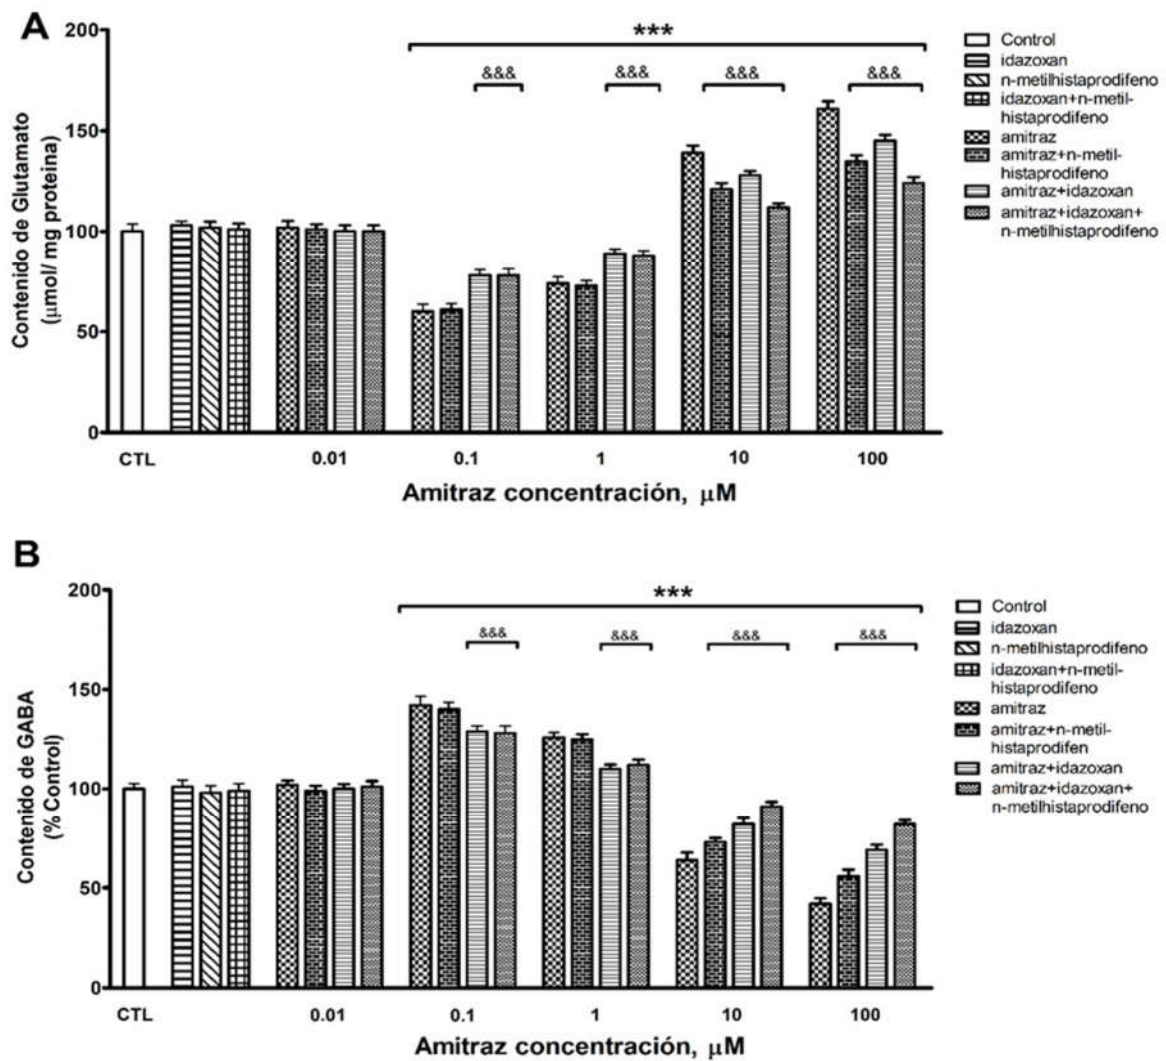 A
Contenido de Glutamato
(μmol/ mg proteina)
200
150
100
50
0
***
&&&
&&&
&&&
&&&
CTL
0.01
0.1
1
10
100
Amitraz concentración, μM
Control
idazoxan
n-metilhistaprodifeno
idazoxan+n-metil-
histaprodifeno
amitraz
amitraz+n-metil-
histaprodifeno
amitraz+idazoxan
amitraz+idazoxan+
n-metilhistaprodifeno
B
Contenido de GABA
(% Control)
200
150
100
50
0
***
&&&
&&&
&&&
&&&
CTL
0.01
0.1
1
10
100
Amitraz concentración, μM
Control
idazoxan
n-metilhistaprodifeno
idazoxan+n-metil-
histaprodifeno
amitraz
amitraz+n-metil-
histaprodifen
amitraz+idazoxan
amitraz+idazoxan+
n-metilhistaprodifeno